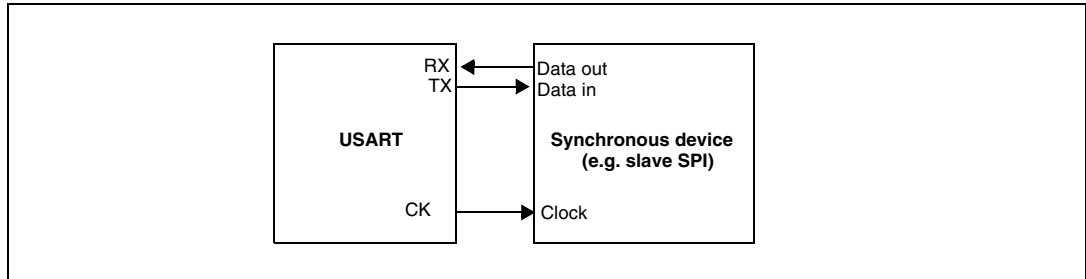 RX
TX
Data out
Data in
USART
Synchronous device
(e.g. slave SPI)
CK
Clock